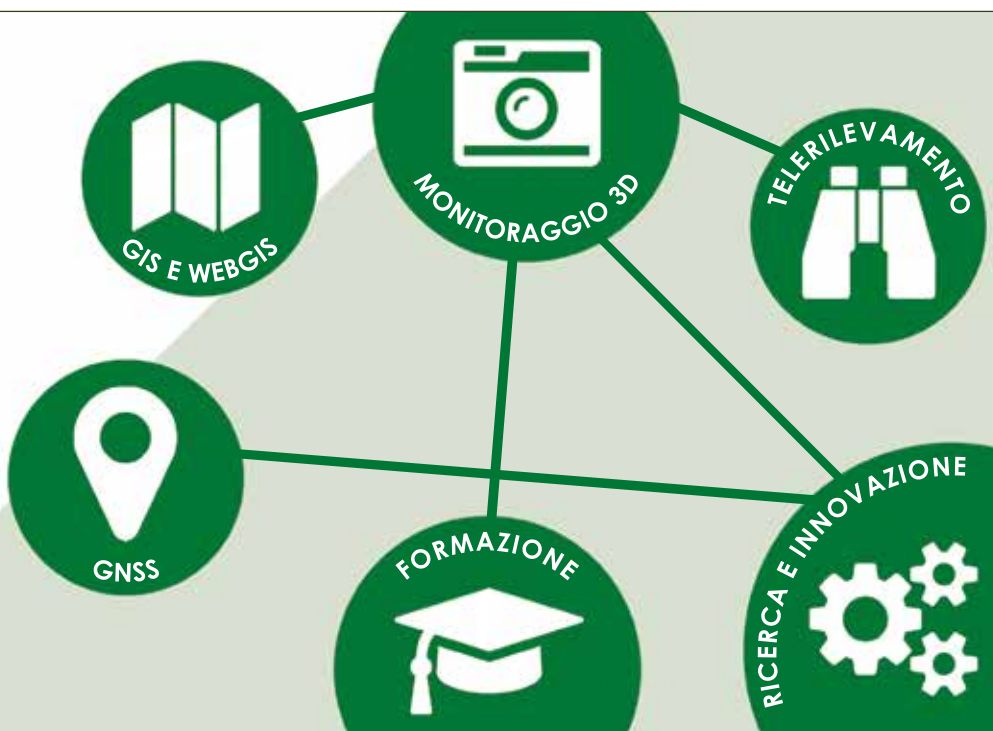 GIS E WEBGIS
MONITORAGGIO 3D
TELERILEVAMENTO
GNSS
FORMAZIONE
RICERCA E INNOVAZIONE